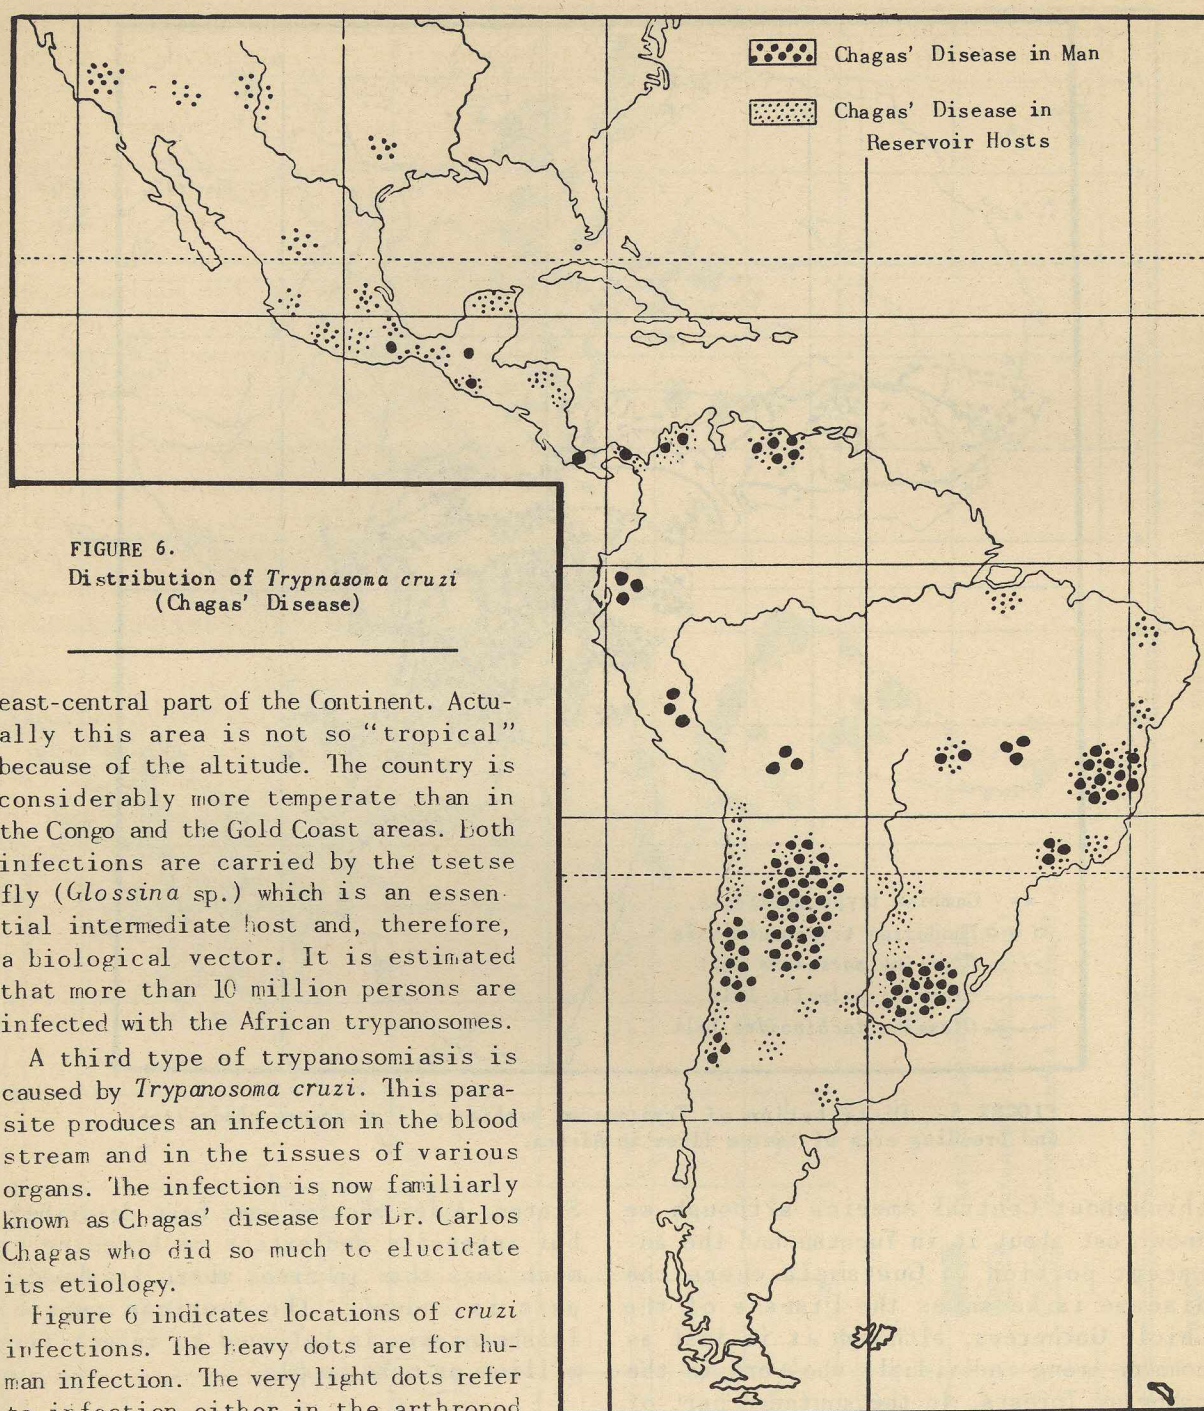 Chagas' Disease in Man
Chagas' Disease in
Reservoir Hosts
FIGURE 6.
Distribution of Trypnasoma cruzi
(Chagas' Disease)
east-central part of the Continent. Actu-
ally this area is not so “tropical”
because of the altitude. The country is
considerably more temperate than in
the Congo and the Gold Coast areas. both
infections are carried by the tsetse
fly (Glossina sp.) which is an essen-
tial intermediate host and, therefore,
a biological vector. It is estimated
that more than 10 million persons are
infected with the African trypanosomes.
A third type of trypanosomiasis is
caused by Trypanosoma cruzi. This para-
site produces an infection in the blood
stream and in the tissues of various
organs. The infection is now familiarly
known as Chagas' disease for Dr. Carlos
Chagas who did so much to elucidate
its etiology.
Figure 6 indicates locations of cruzi
infections. The heavy dots are for hu-
man infection. The very light dots refer
to infection either in the arthropod